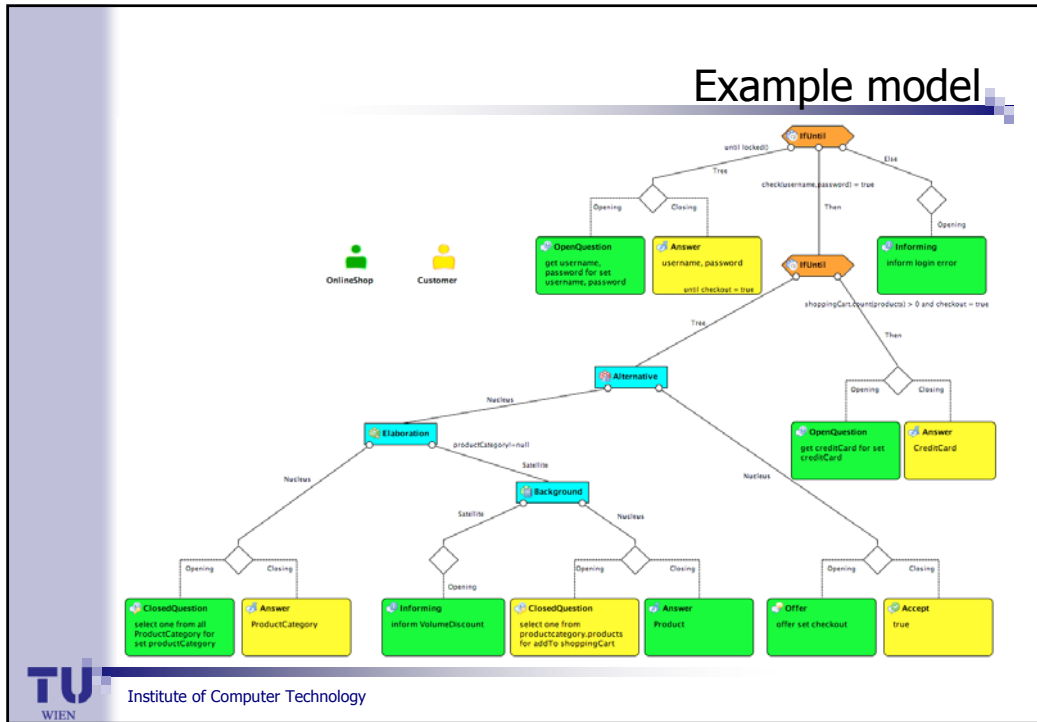 Example model
IfUntil
until locked()
Else
Tree
check(username,password) = true
Opening
Closing
Then
Opening
OpenQuestion
get username,
password for set
username, password
Answer
username, password
until checkout = true
Informing
inform login error
OnlineShop
Customer
IfUntil
shoppingCart.count(products) > 0 and checkout = true
Tree
Then
Alternative
Opening
Closing
Nucleus
OpenQuestion
get creditCard for set
creditCard
Answer
CreditCard
Elaboration
productCategory!=null
Satellite
Nucleus
Nucleus
Background
Satellite
Nucleus
Opening
Closing
Opening
Opening
Closing
Opening
Closing
ClosedQuestion
select one from all
ProductCategory for
set productCategory
Answer
ProductCategory
Informing
inform VolumeDiscount
ClosedQuestion
select one from
productcategory.products
for addTo shoppingCart
Answer
Product
Offer
offer set checkout
Accept
true
TU
WIEN
Institute of Computer Technology